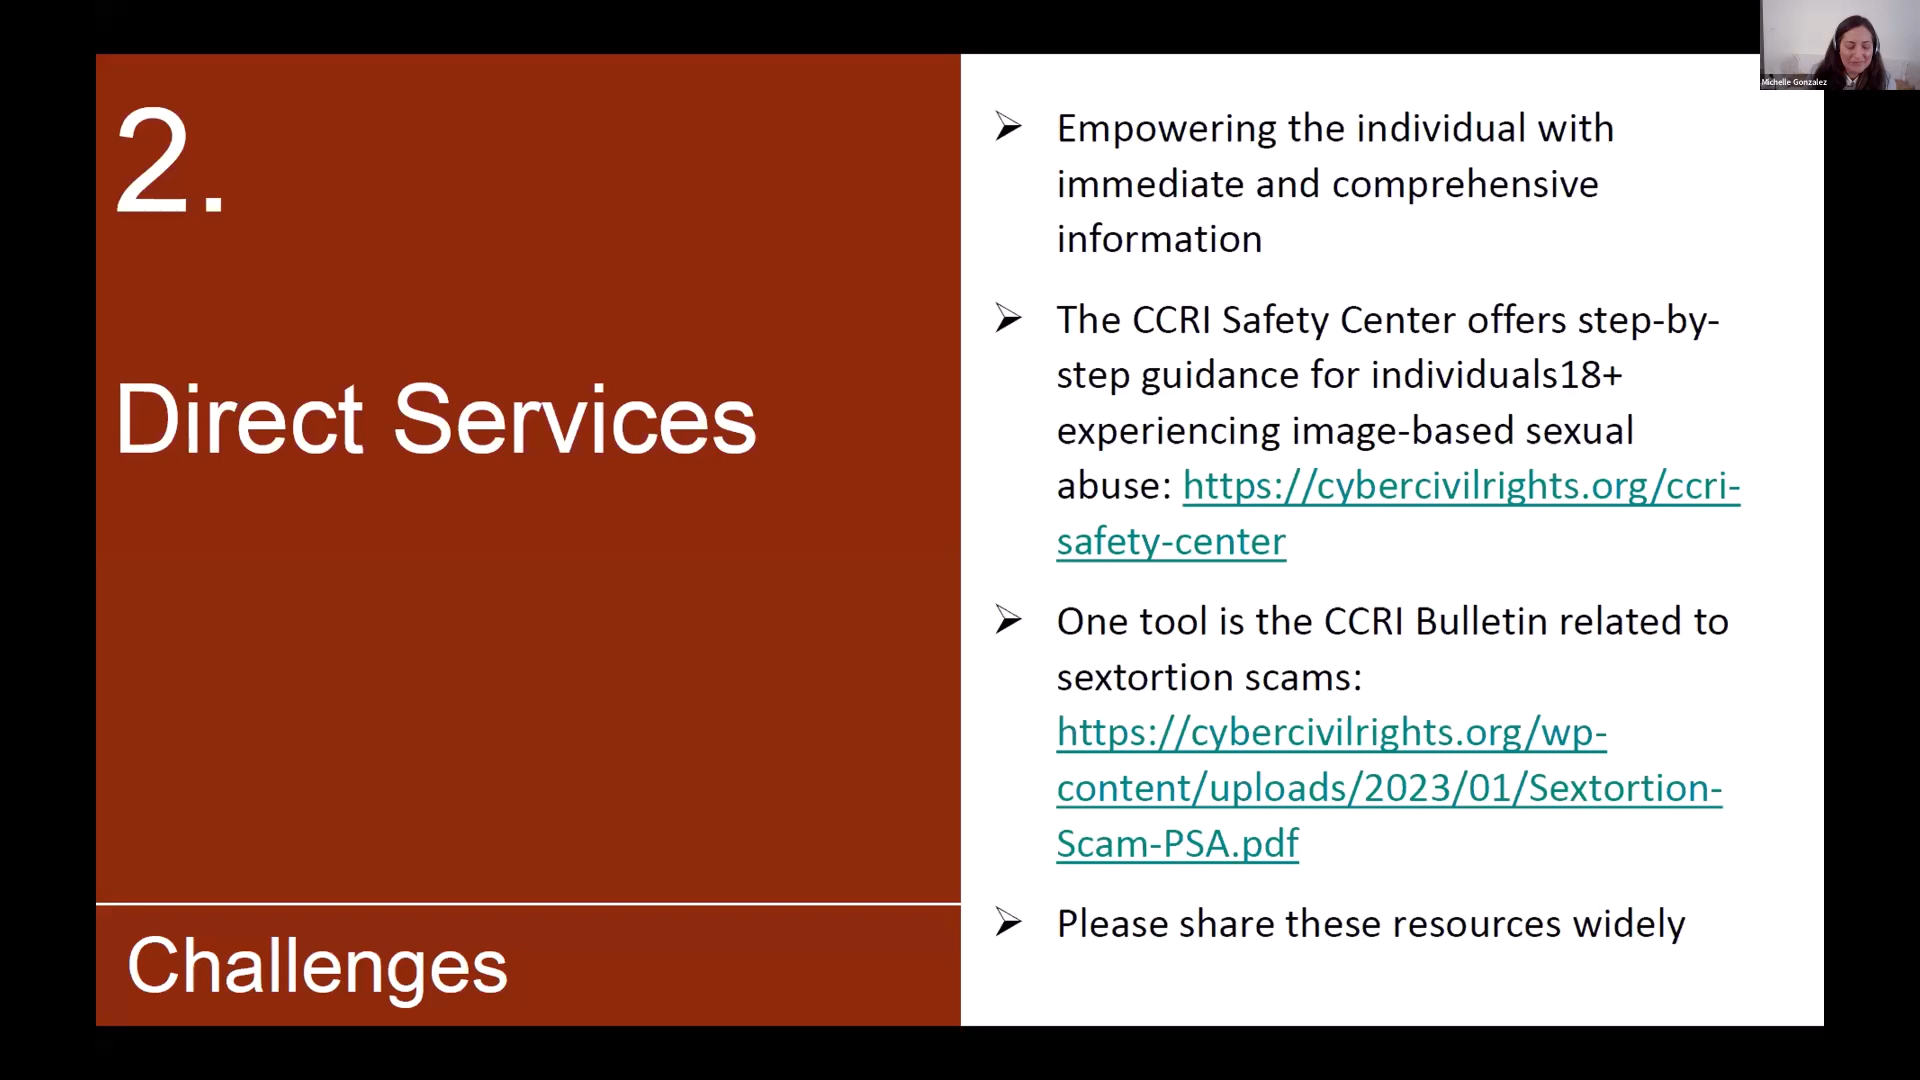 2.
Direct Services
Challenges
Empowering the individual with
immediate and comprehensive
information
The CCRI Safety Center offers step-by-
step guidance for individuals18+
experiencing image-based sexual
abuse: https://cybercivilrights.org/ccri-
safety-center
One tool is the CCRI Bulletin related to
sextortion scams:
https://cybercivilrights.org/wp-
content/uploads/2023/01/Sextortion-
Scam-PSA.pdf
Please share these resources widely
Michelle Gonzalez